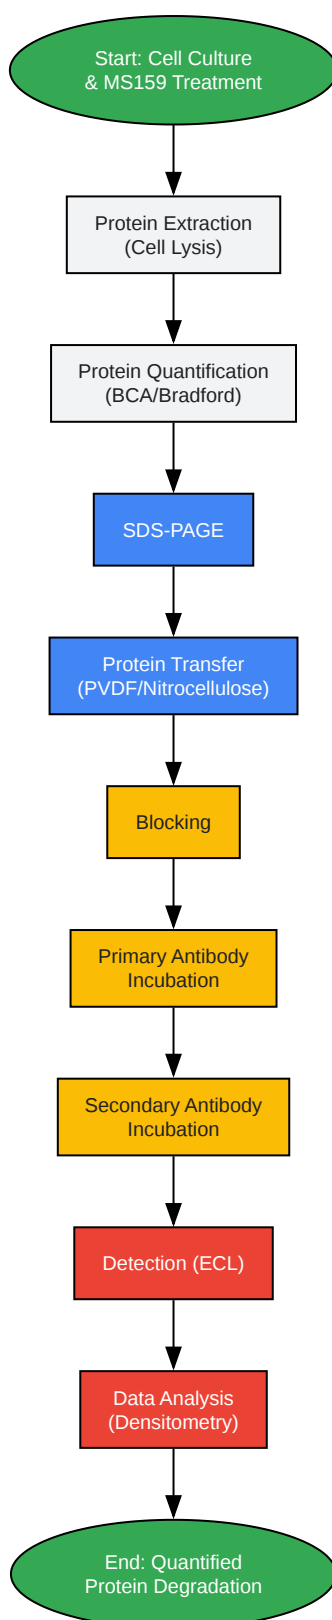 Start: Cell Culture
& MS159 Treatment
Protein Extraction
(Cell Lysis)
Protein Quantification
(BCA/Bradford)
SDS-PAGE
Protein Transfer
(PVDF/Nitrocellulose)
Blocking
Primary Antibody
Incubation
Secondary Antibody
Incubation
Detection (ECL)
Data Analysis
(Densitometry)
End: Quantified
Protein Degradation